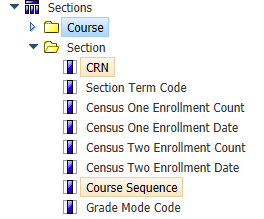 Sections
Course
Section
CRN
Section Term Code
Census One Enrollment Count
Census One Enrollment Date
Census Two Enrollment Count
Census Two Enrollment Date
Course Sequence
Grade Mode Code